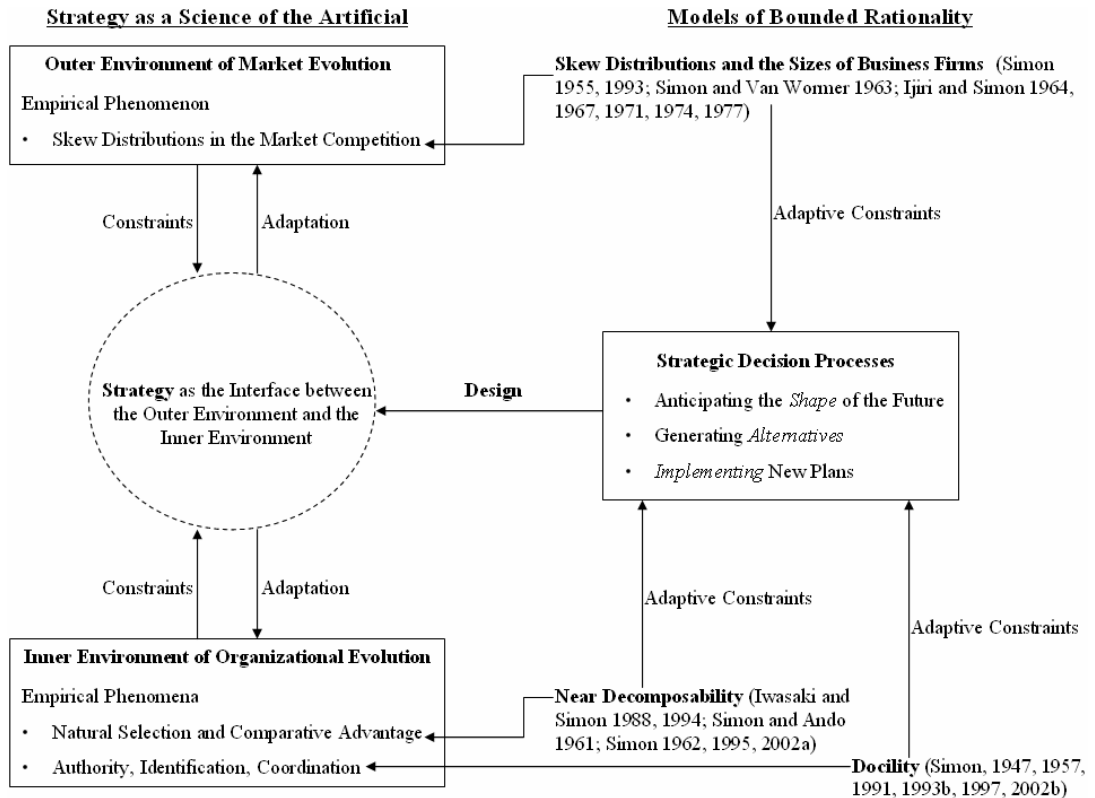 Strategy as a Science of the Artificial
Models of Bounded Rationality
Outer Environment of Market Evolution
Empirical Phenomenon
• Skew Distributions in the Market Competition
Skew Distributions and the Sizes of Business Firms (Simon
1955, 1993; Simon and Van Wormer 1963; Ijiri and Simon 1964,
1967, 1971, 1974, 1977)
Constraints
Adaptation
Adaptive Constraints
Strategy as the Interface between
the Outer Environment and the
Inner Environment
Design
Strategic Decision Processes
• Anticipating the Shape of the Future
• Generating Alternatives
• Implementing New Plans
Constraints
Adaptation
Adaptive Constraints
Adaptive Constraints
Inner Environment of Organizational Evolution
Empirical Phenomena
• Natural Selection and Comparative Advantage
• Authority, Identification, Coordination
Near Decomposability (Iwasaki and
Simon 1988, 1994; Simon and Ando
1961; Simon 1962, 1995, 2002a)
Docility (Simon, 1947, 1957,
1991, 1993b, 1997, 2002b)